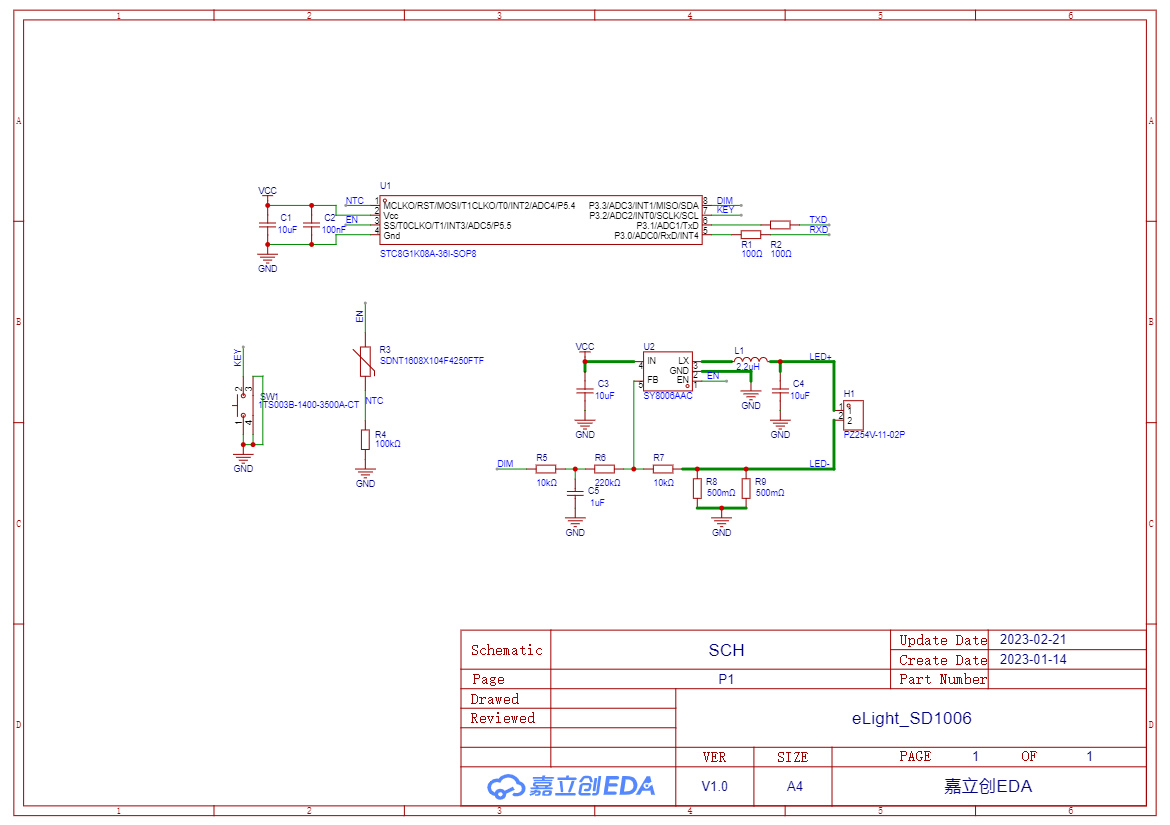 1 2 3 4 5 6
A A
B B
C C
D D
VCC
C1
10uF
C2
100nF
GND
NTC
EN
U1
1 MCLKO/RST/MOSI/T1CLKO/T0/INT2/ADC4/P5.4
2 Vcc
3 SS/T0CLKO/T1/INT3/ADC5/P5.5
4 Gnd
P3.3/ADC3/INT1/MISO/SDA 8
P3.2/ADC2/INT0/SCLK/SCL 7
P3.1/ADC1/TxD 6
P3.0/ADC0/RxD/INT4 5
STC8G1K08A-36I-SOP8
DIM
KEY
TXD
RXD
R1
100Ω
R2
100Ω
EN
R3
SDNT1608X104F4250FTF
NTC
R4
100kΩ
GND
KEY
2 3
1 4
SW1
1TS003B-1400-3500A-CT
GND
VCC
C3
10uF
GND
U2
4 IN
5 FB
LX 3
GND 2
EN 1
SY8006AAC
EN
L1
2.2uH
GND
LED+
C4
10uF
GND
H1
1 1
2 2
PZ254V-11-02P
LED-
DIM
R5
10kΩ
R6
220kΩ
R7
10kΩ
C5
1uF
GND
R8
500mΩ
R9
500mΩ
GND
Schematic SCH Update Date 2023-02-21
Create Date 2023-01-14
Page P1 Part Number
Drawed
Reviewed
eLight_SD1006
VER SIZE PAGE 1 OF 1
嘉立创EDA V1.0 A4 嘉立创EDA
1 2 3 4 5 6